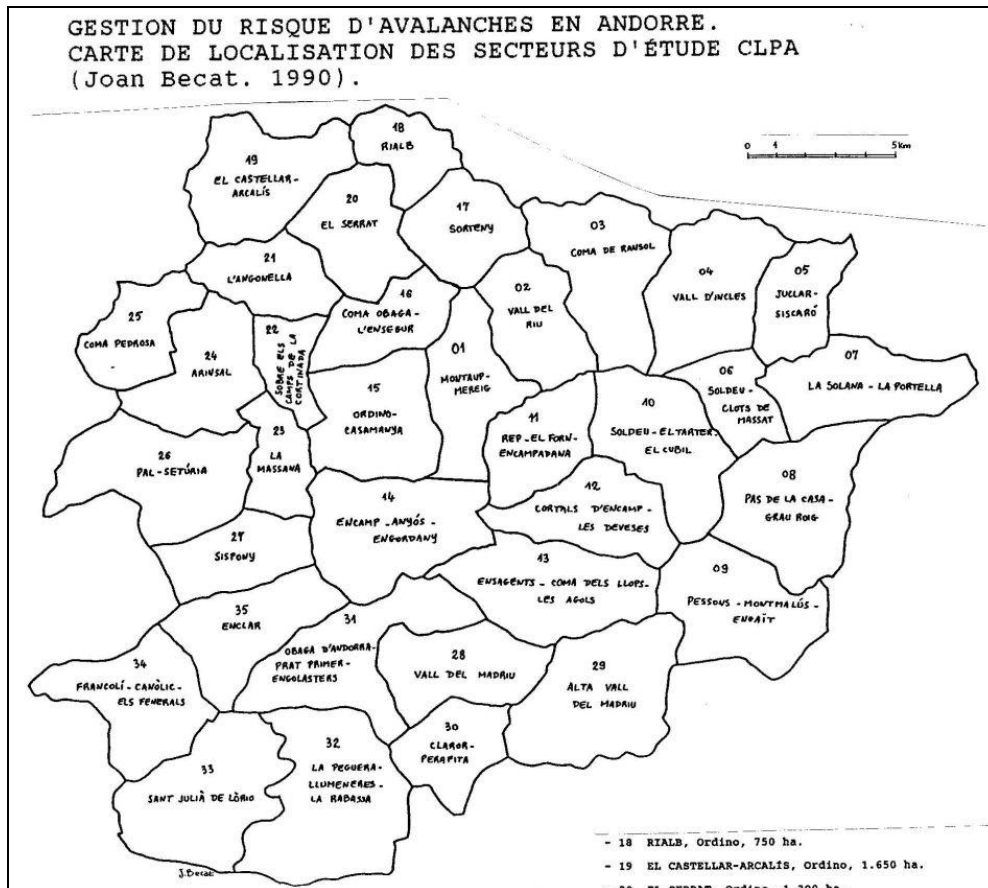 GESTION DU RISQUE D'AVALANCHES EN ANDORRE.
CARTE DE LOCALISATION DES SECTEURS D'ÉTUDE CLPA
(Joan Becat. 1990).
0 1 5 Km
18
RIALB
19
EL CASTELLAR-
ARCALÍS
20
EL SERRAT
17
SORTENY
03
COMA DE RANSOL
04
VALL D'INCLES
05
JUCLAR-
SISCARÓ
21
L'ANGONELLA
02
VALL DEL
RIU
16
COMA OBAGA-
L'ENSEGUR
25
COMA PEDROSA
24
ARINSAL
22
SOBRE ELS
CAMPS DE LA
CORTINADA
01
MONTAUP-
MEREIG
07
LA SOLANA - LA PORTELLA
06
SOLDEU-
CLOTS DE
MASSAT
15
ORDINO-
CASAMANYA
11
REP-EL FORN-
ENCAMPADANA
10
SOLDEU-ELTARTER-
EL CUBIL
23
LA
MASSANA
26
PAL-SETÚRIA
08
PAS DE LA CASA-
GRAU ROIG
14
ENCAMP-ANYÓS-
ENGORDANY
12
CORTALS D'ENCAMP-
LES DEVESES
27
SISPONY
13
ENSAGENTS-COMA DELS LLOPS-
LES AGOLS
09
PESSONS-MONTMALÚS-
ENSAÏT
35
ENCLAR
31
OBAGA D'ANDORRA-
PRAT PRIMER-
ENGOLASTERS
28
VALL DEL MADRIU
29
ALTA VALL
DEL MADRIU
34
FRANCOLÍ-CANÒLIC-
ELS FENERALS
30
CLAROR-
PERAFITA
32
LA PEGUERA-
LLUMENERES-
LA RABASSA
33
SANT JULIÀ DE LÒRIO
J.Becat
- 18 RIALB, Ordino, 750 ha.
- 19 EL CASTELLAR-ARCALÍS, Ordino, 1.650 ha.